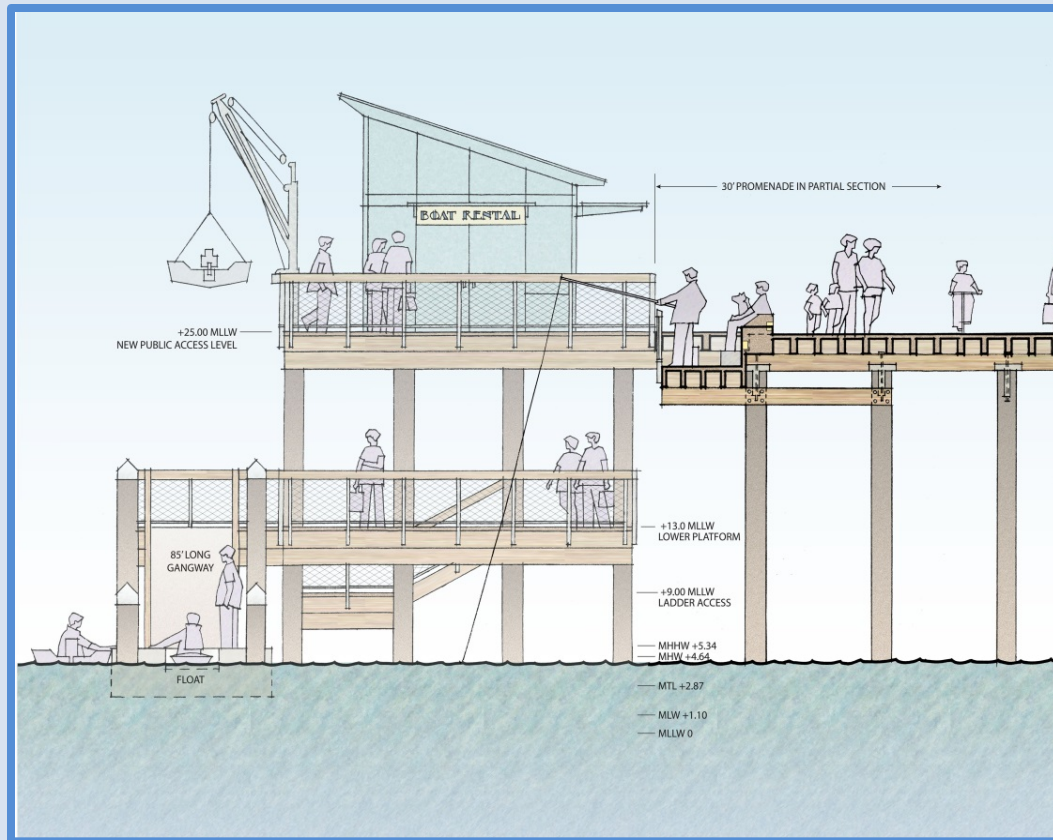 30' PROMENADE IN PARTIAL SECTION
BOAT RENTAL
+25.00 MLLW
NEW PUBLIC ACCESS LEVEL
+13.0 MLLW
LOWER PLATFORM
85' LONG
GANGWAY
+9.00 MLLW
LADDER ACCESS
MHHW +5.34
MHW +4.64
FLOAT
MTL +2.87
MLW +1.10
MLLW 0